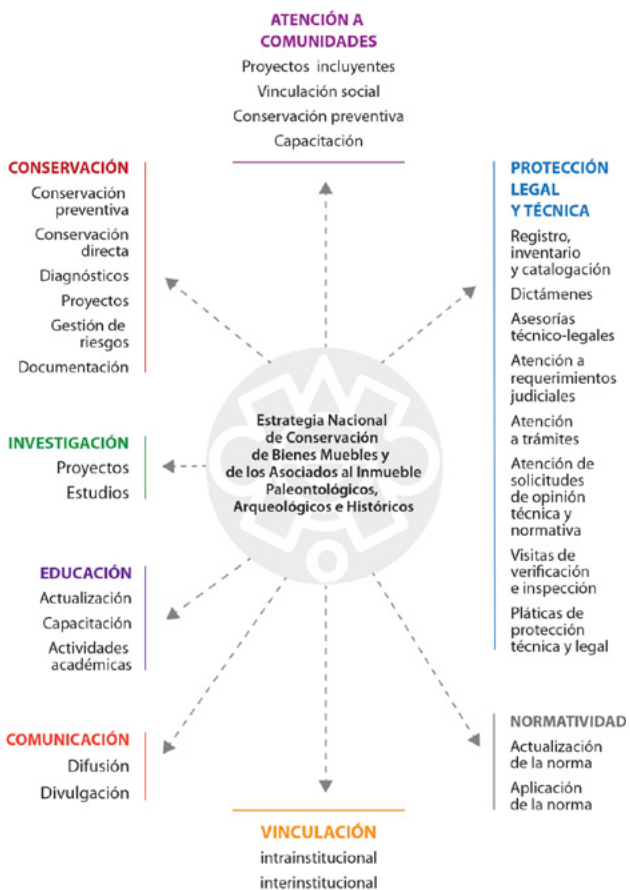 ATENCIÓN A
COMUNIDADES
Proyectos incluyentes
Vinculación social
Conservación preventiva
Capacitación
CONSERVACIÓN
Conservación
preventiva
Conservación
directa
Diagnósticos
Proyectos
Gestión de
riesgos
Documentación
PROTECCIÓN
LEGAL
Y TÉCNICA
Registro,
inventario
y catalogación
Dictámenes
Asesorías
técnico-legales
Atención a
requerimientos
judiciales
Atención
a trámites
Atención de
solicitudes
de opinión
técnica y
normativa
Visitas de
verificación
e inspección
Pláticas de
protección
técnica y legal
Estrategia Nacional
de Conservación
de Bienes Muebles y
de los Asociados al Inmueble
Paleontológicos,
Arqueológicos e Históricos
INVESTIGACIÓN
Proyectos
Estudios
EDUCACIÓN
Actualización
Capacitación
Actividades
académicas
COMUNICACIÓN
Difusión
Divulgación
NORMATIVIDAD
Actualización
de la norma
Aplicación
de la norma
VINCULACIÓN
intrainstitucional
interinstitucional